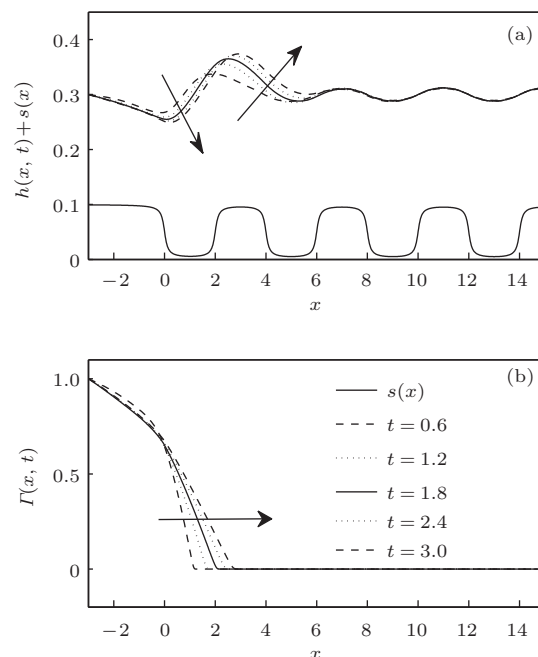 (a)
h(x, t)+s(x)
0.4
0.3
0.2
0.1
0
−2 0 2 4 6 8 10 12 14
x
(b)
Γ(x, t)
1.0
0.5
0
s(x)
t = 0.6
t = 1.2
t = 1.8
t = 2.4
t = 3.0
−2 0 2 4 6 8 10 12 14
x